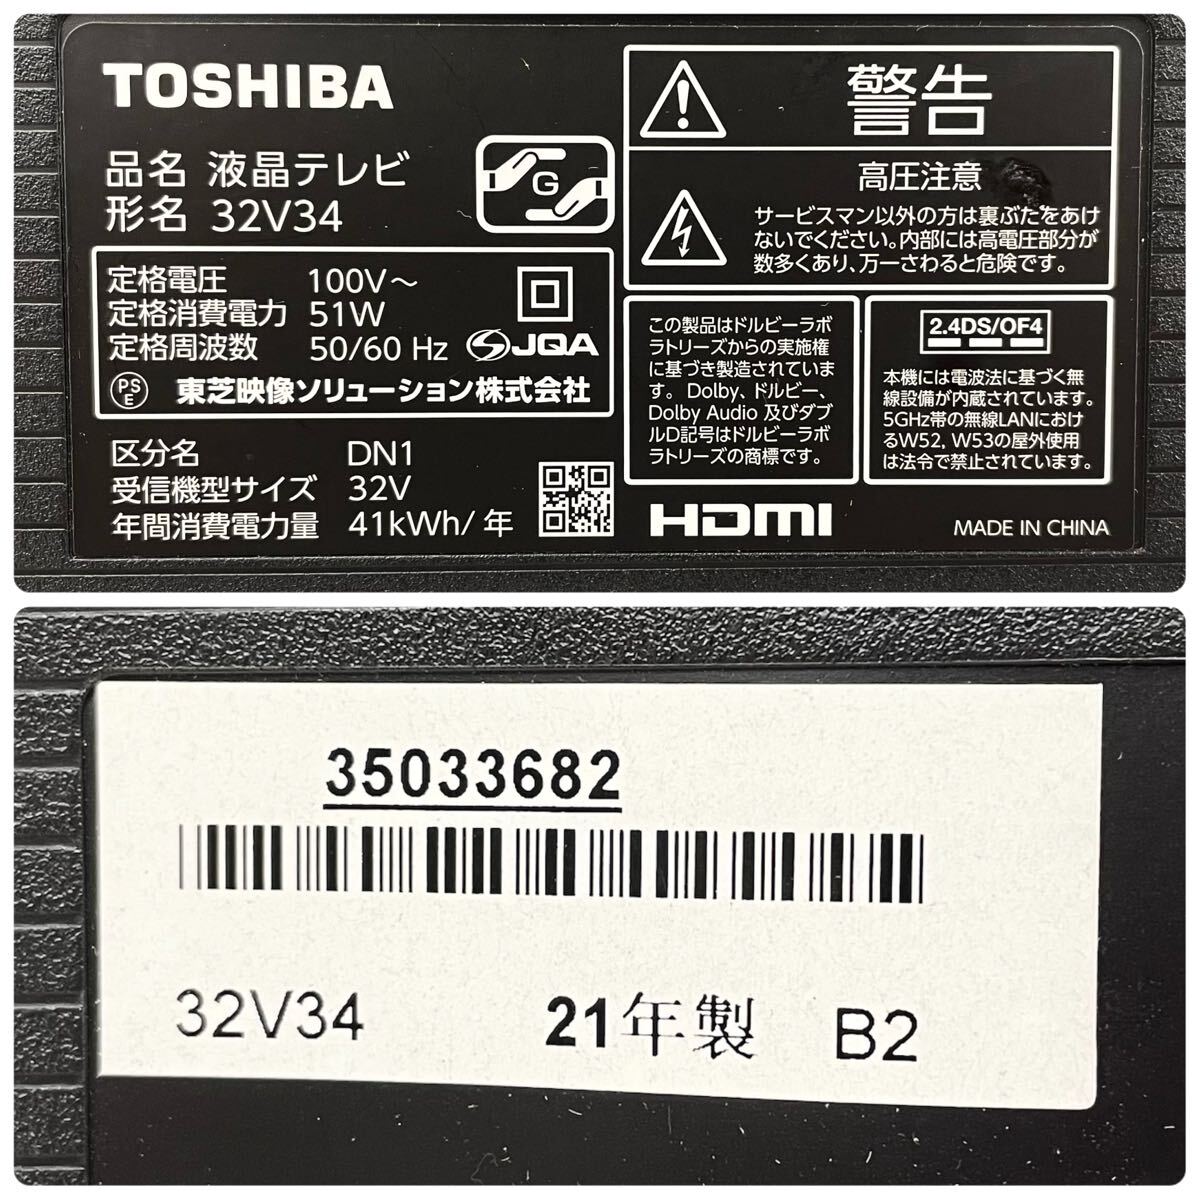 TOSHIBA
品名 液晶テレビ
形名 32V34
G
定格電圧 100V～
定格消費電力 51W
定格周波数 50/60 Hz JQA
PSE 東芝映像ソリューション株式会社
区分名 DN1
受信機型サイズ 32V
年間消費電力量 41kWh/年
警告
高圧注意
サービスマン以外の方は裏ぶたをあけ
ないでください。内部には高電圧部分が
数多くあり、万一さわると危険です。
この製品はドルビーラボ
ラトリーズからの実施権
に基づき製造されていま
す。Dolby、ドルビー、
Dolby Audio 及びダブ
ルD記号はドルビーラボ
ラトリーズの商標です。
2.4DS/OF4
本機には電波法に基づく無
線設備が内蔵されています。
5GHz帯の無線LANにおけ
るW52, W53の屋外使用
は法令で禁止されています。
HDMI
MADE IN CHINA
35033682
32V34 21年製 B2